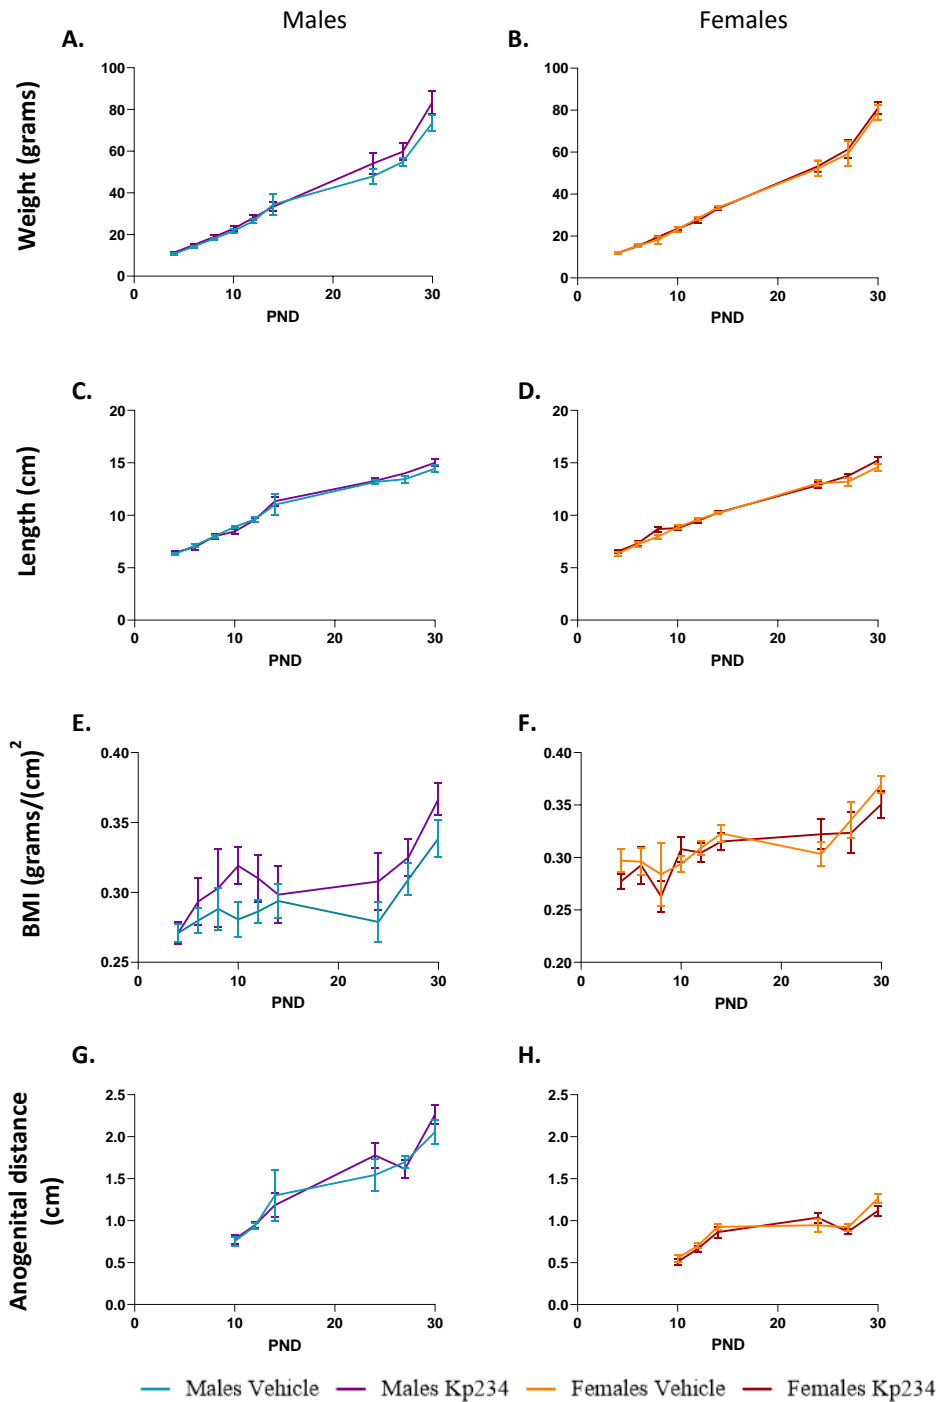 Males
Females
A.
B.
Weight (grams)
100
80
60
40
20
0
0
10
20
30
PND
100
80
60
40
20
0
0
10
20
30
PND
C.
D.
Length (cm)
20
15
10
5
0
0
10
20
30
PND
20
15
10
5
0
0
10
20
30
PND
E.
F.
BMI (grams/(cm)²
0.40
0.35
0.30
0.25
0
10
20
30
PND
0.40
0.35
0.30
0.25
0.20
0
10
20
30
PND
G.
H.
Anogenital distance
(cm)
2.5
2.0
1.5
1.0
0.5
0.0
0
10
20
30
PND
2.5
2.0
1.5
1.0
0.5
0.0
0
10
20
30
PND
Males Vehicle
Males Kp234
Females Vehicle
Females Kp234